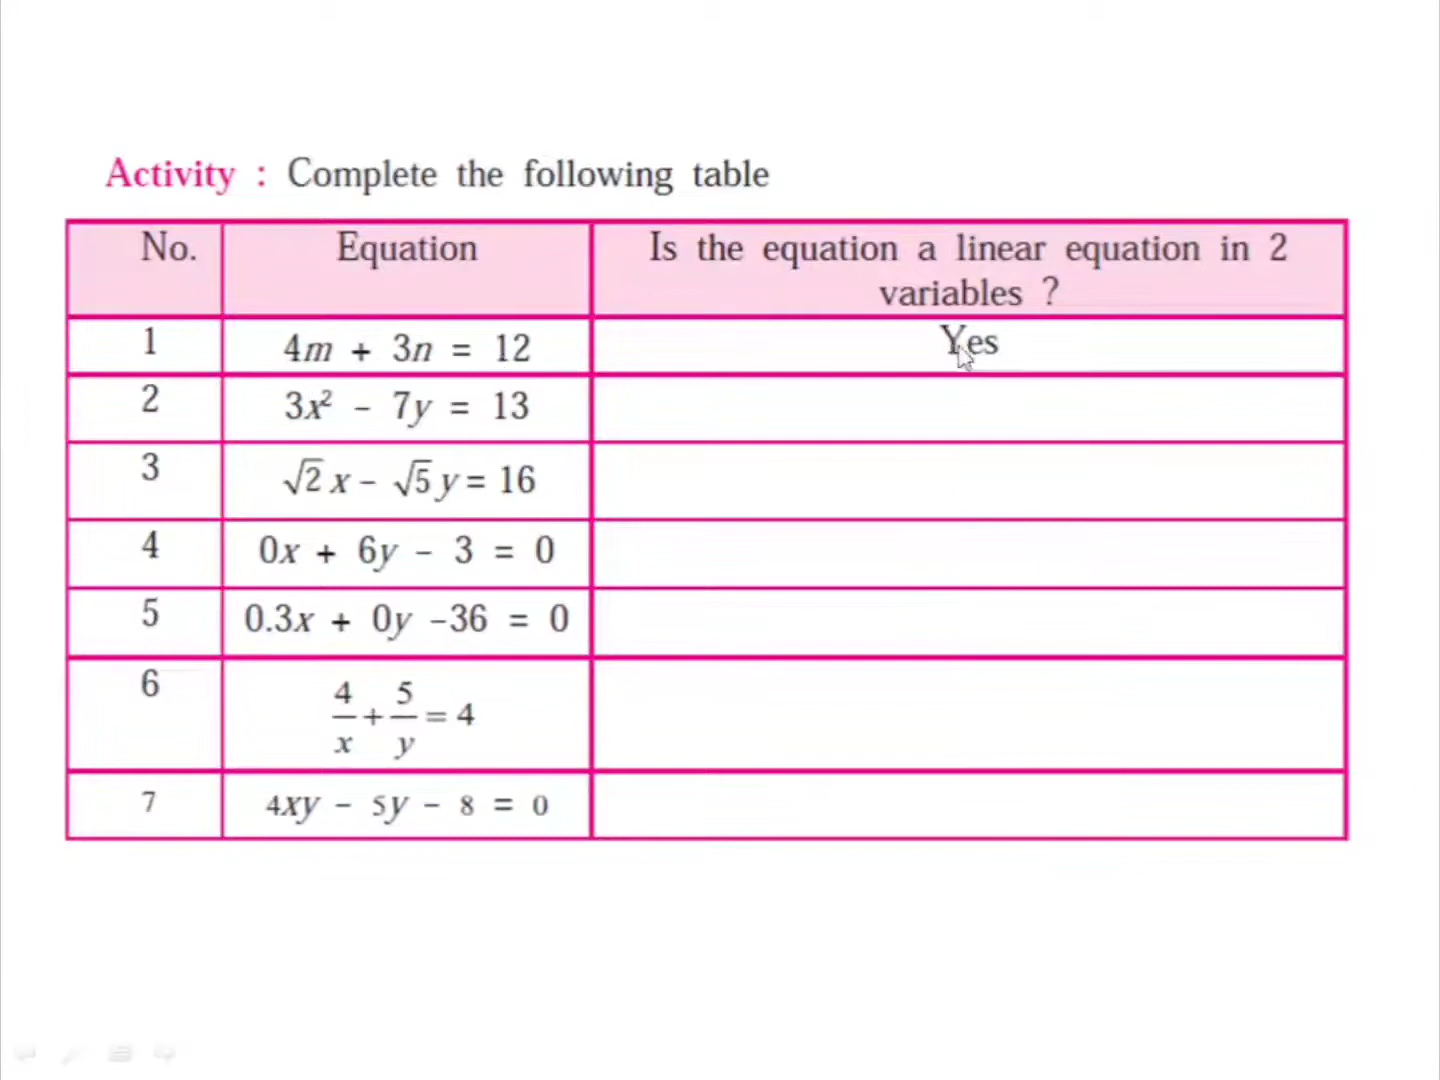 Activity : Complete the following table
No. Equation Is the equation a linear equation in 2
variables ?
1 4m + 3n = 12 Yes
2 3x² - 7y = 13
3 √2 x - √5 y = 16
4 0x + 6y - 3 = 0
5 0.3x + 0y -36 = 0
6 4/x + 5/y = 4
7 4xy - 5y - 8 = 0